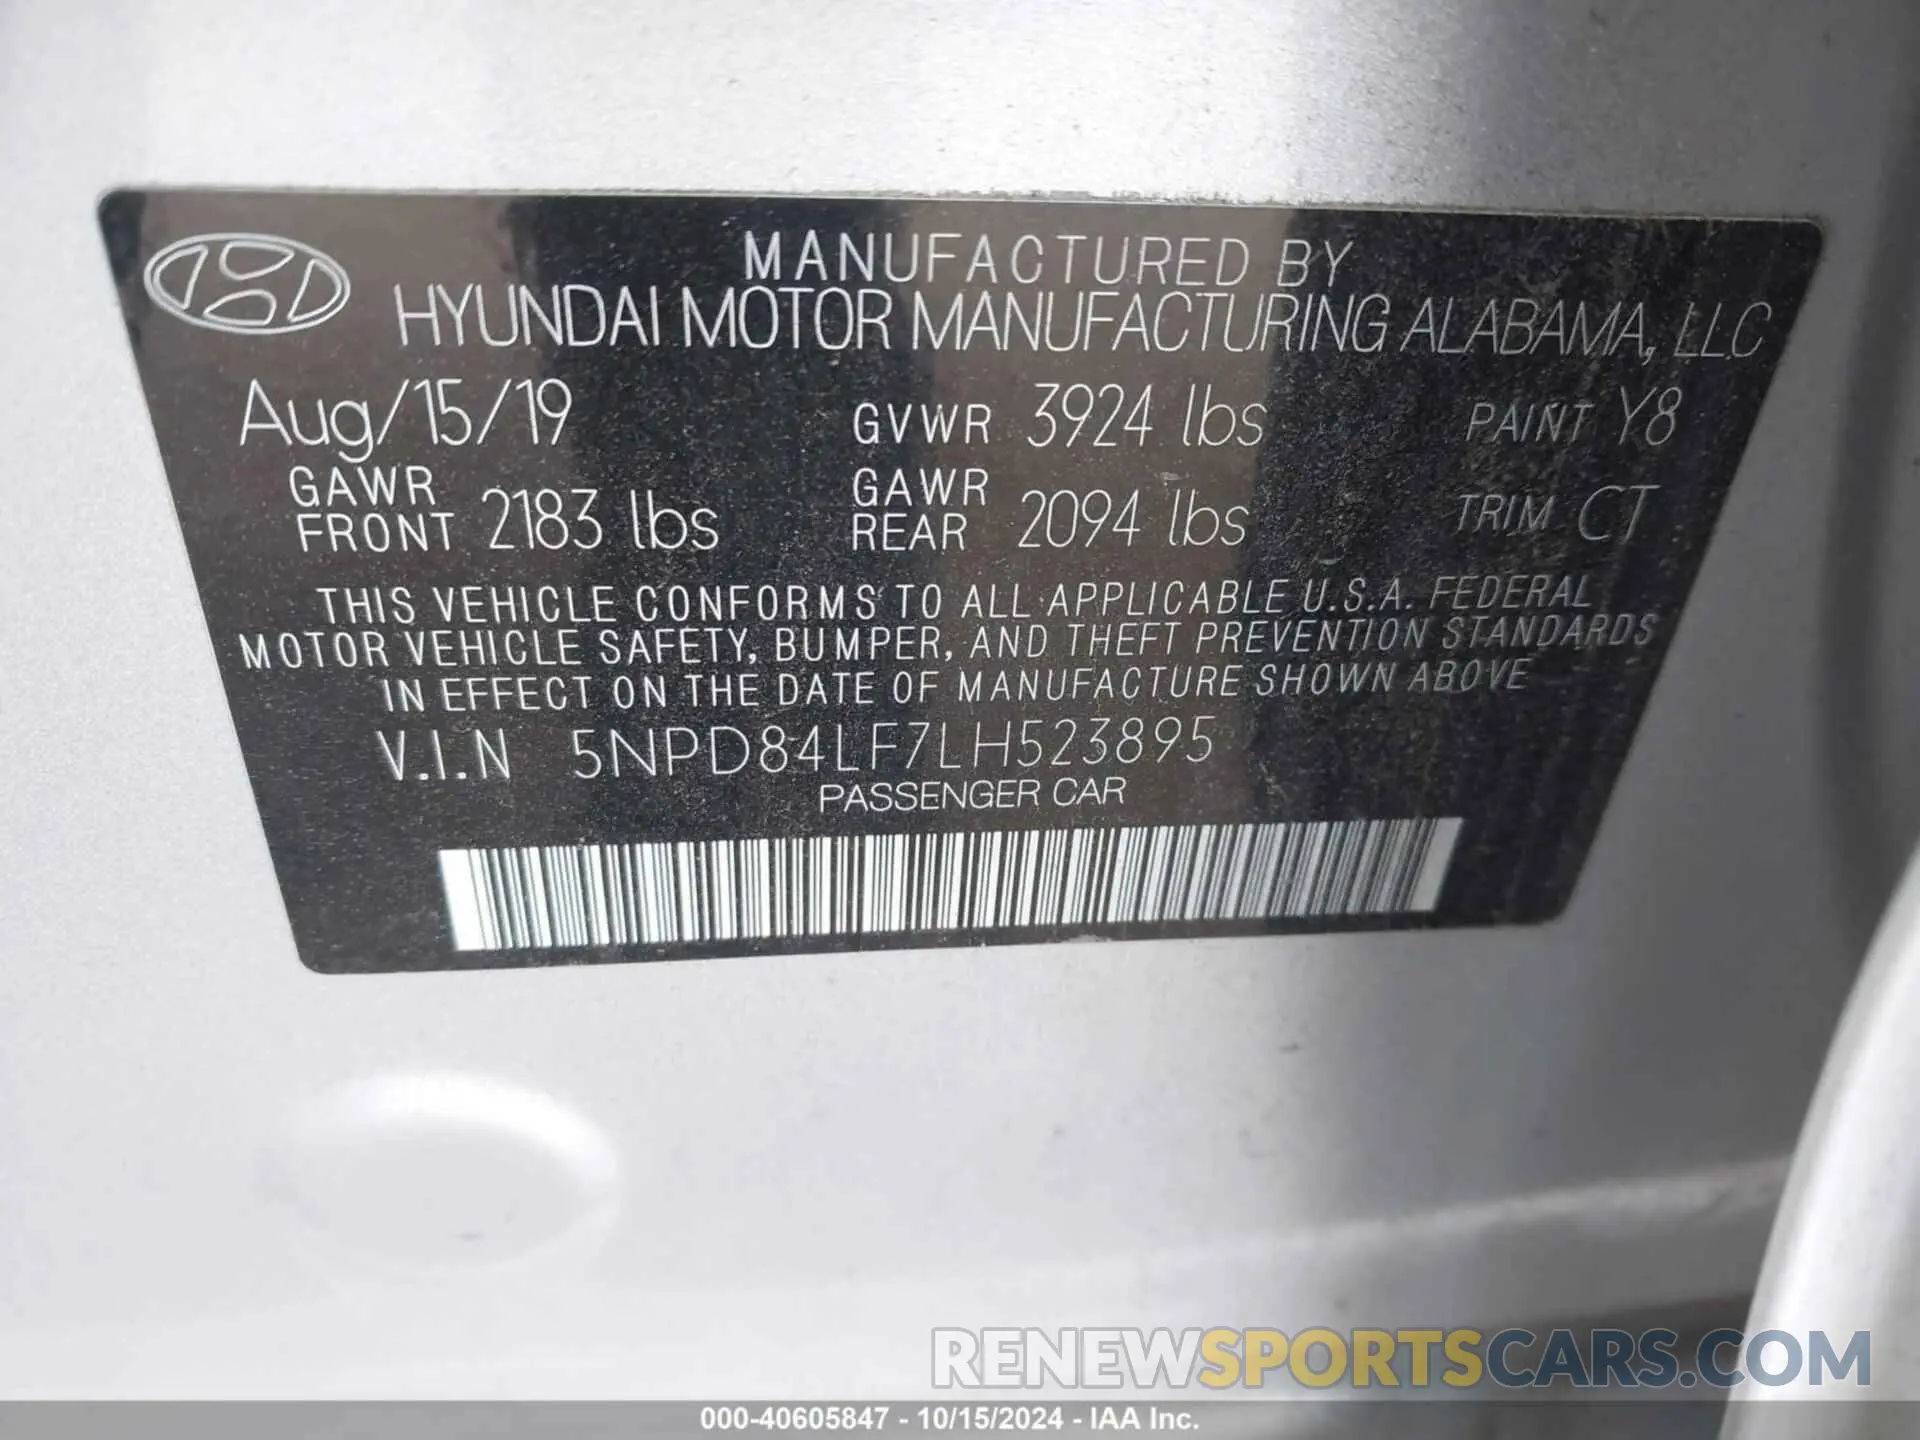 MANUFACTURED BY
HYUNDAI MOTOR MANUFACTURING ALABAMA, LLC
Aug/15/19 GVWR 3924 lbs PAINT Y8
GAWR FRONT 2183 lbs GAWR REAR 2094 lbs TRIM CT
THIS VEHICLE CONFORMS TO ALL APPLICABLE U.S.A. FEDERAL
MOTOR VEHICLE SAFETY, BUMPER, AND THEFT PREVENTION STANDARDS
IN EFFECT ON THE DATE OF MANUFACTURE SHOWN ABOVE
V.I.N 5NPD84LF7LH523895
PASSENGER CAR
RENEWSPORTSCARS.COM
000-40605847 - 10/15/2024 - IAA Inc.